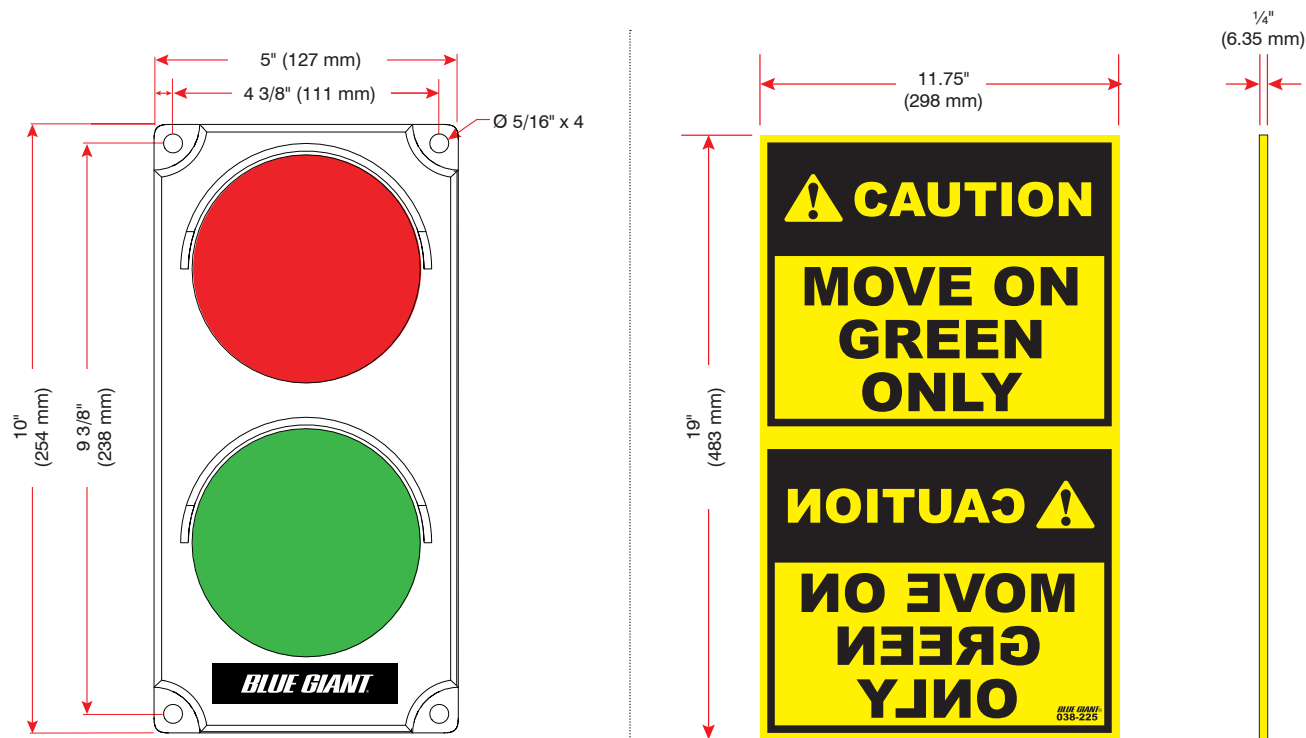 5" (127 mm)
4 3/8" (111 mm)
Ø 5/16" x 4
10"
(254 mm)
9 3/8"
(238 mm)
BLUE GIANT
11.75"
(298 mm)
¼"
(6.35 mm)
19"
(483 mm)
CAUTION
MOVE ON
GREEN
ONLY
CAUTION
MOVE ON
GREEN
ONLY
BLUE GIANT®
038-225